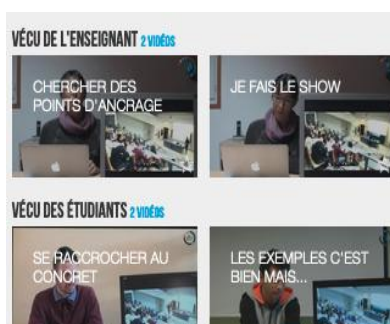 VÉCU DE L'ENSEIGNANT 2 VIDÉOS
CHERCHER DES
POINTS D'ANCRAGE
JE FAIS LE SHOW
VÉCU DES ÉTUDIANTS 2 VIDÉOS
SE RACCROCHER AU
CONCRET
LES EXEMPLES C'EST
BIEN MAIS...